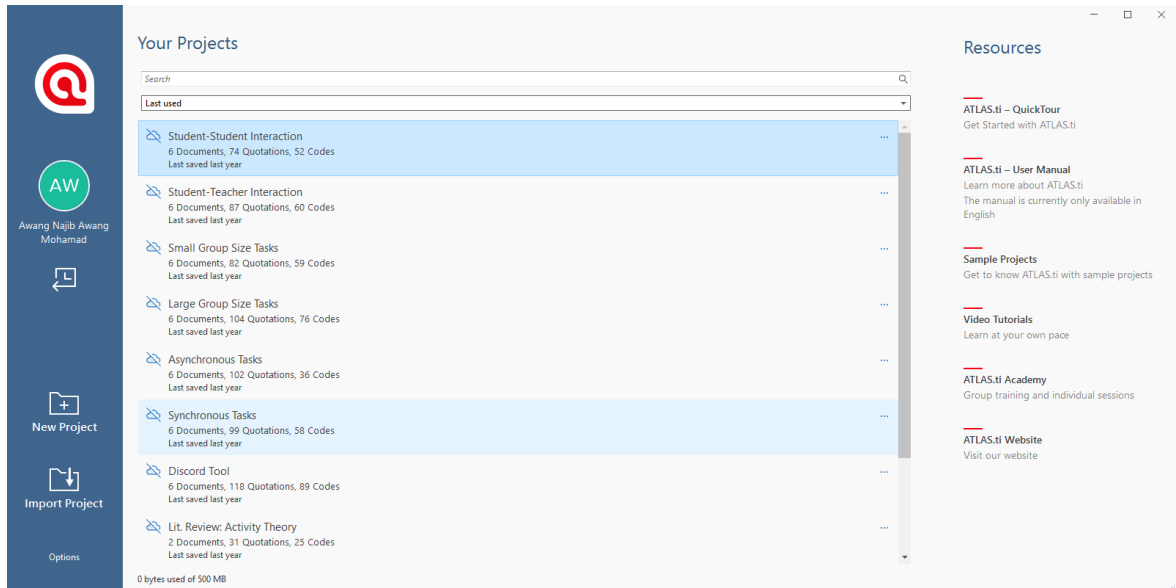 AW
Awang Najib Awang
Mohamad
New Project
Import Project
Options
Your Projects
Search
Last used
Student-Student Interaction
6 Documents, 74 Quotations, 52 Codes
Last saved last year
Student-Teacher Interaction
6 Documents, 87 Quotations, 60 Codes
Last saved last year
Small Group Size Tasks
6 Documents, 82 Quotations, 59 Codes
Last saved last year
Large Group Size Tasks
6 Documents, 104 Quotations, 76 Codes
Last saved last year
Asynchronous Tasks
6 Documents, 102 Quotations, 36 Codes
Last saved last year
Synchronous Tasks
6 Documents, 99 Quotations, 58 Codes
Last saved last year
Discord Tool
6 Documents, 118 Quotations, 89 Codes
Last saved last year
Lit. Review: Activity Theory
2 Documents, 31 Quotations, 25 Codes
Last saved last year
0 bytes used of 500 MB
Resources
ATLAS.ti – QuickTour
Get Started with ATLAS.ti
ATLAS.ti – User Manual
Learn more about ATLAS.ti
The manual is currently only available in
English
Sample Projects
Get to know ATLAS.ti with sample projects
Video Tutorials
Learn at your own pace
ATLAS.ti Academy
Group training and individual sessions
ATLAS.ti Website
Visit our website